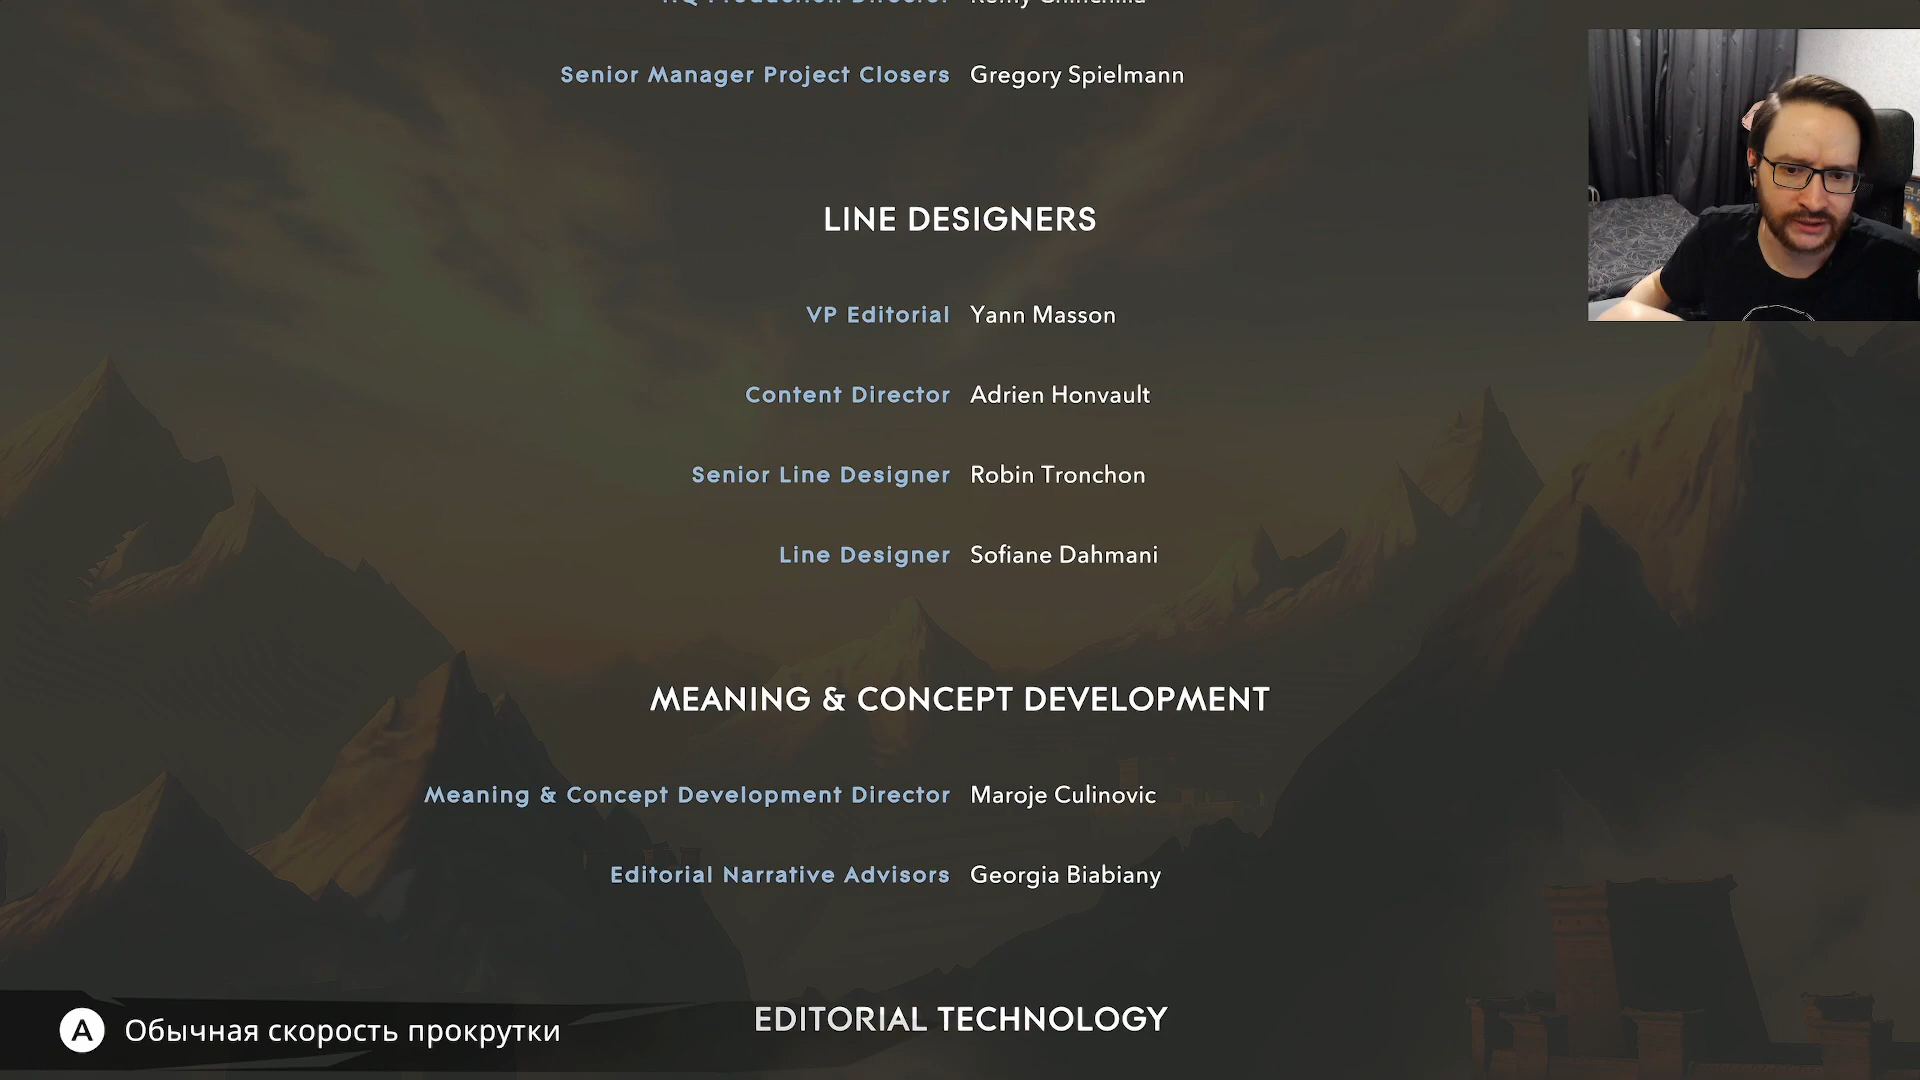 Senior Manager Project Closers Gregory Spielmann
LINE DESIGNERS
VP Editorial Yann Masson
Content Director Adrien Honvault
Senior Line Designer Robin Tronchon
Line Designer Sofiane Dahmani
MEANING & CONCEPT DEVELOPMENT
Meaning & Concept Development Director Maroje Culinovic
Editorial Narrative Advisors Georgia Biabiany
EDITORIAL TECHNOLOGY
A Обычная скорость прокрутки